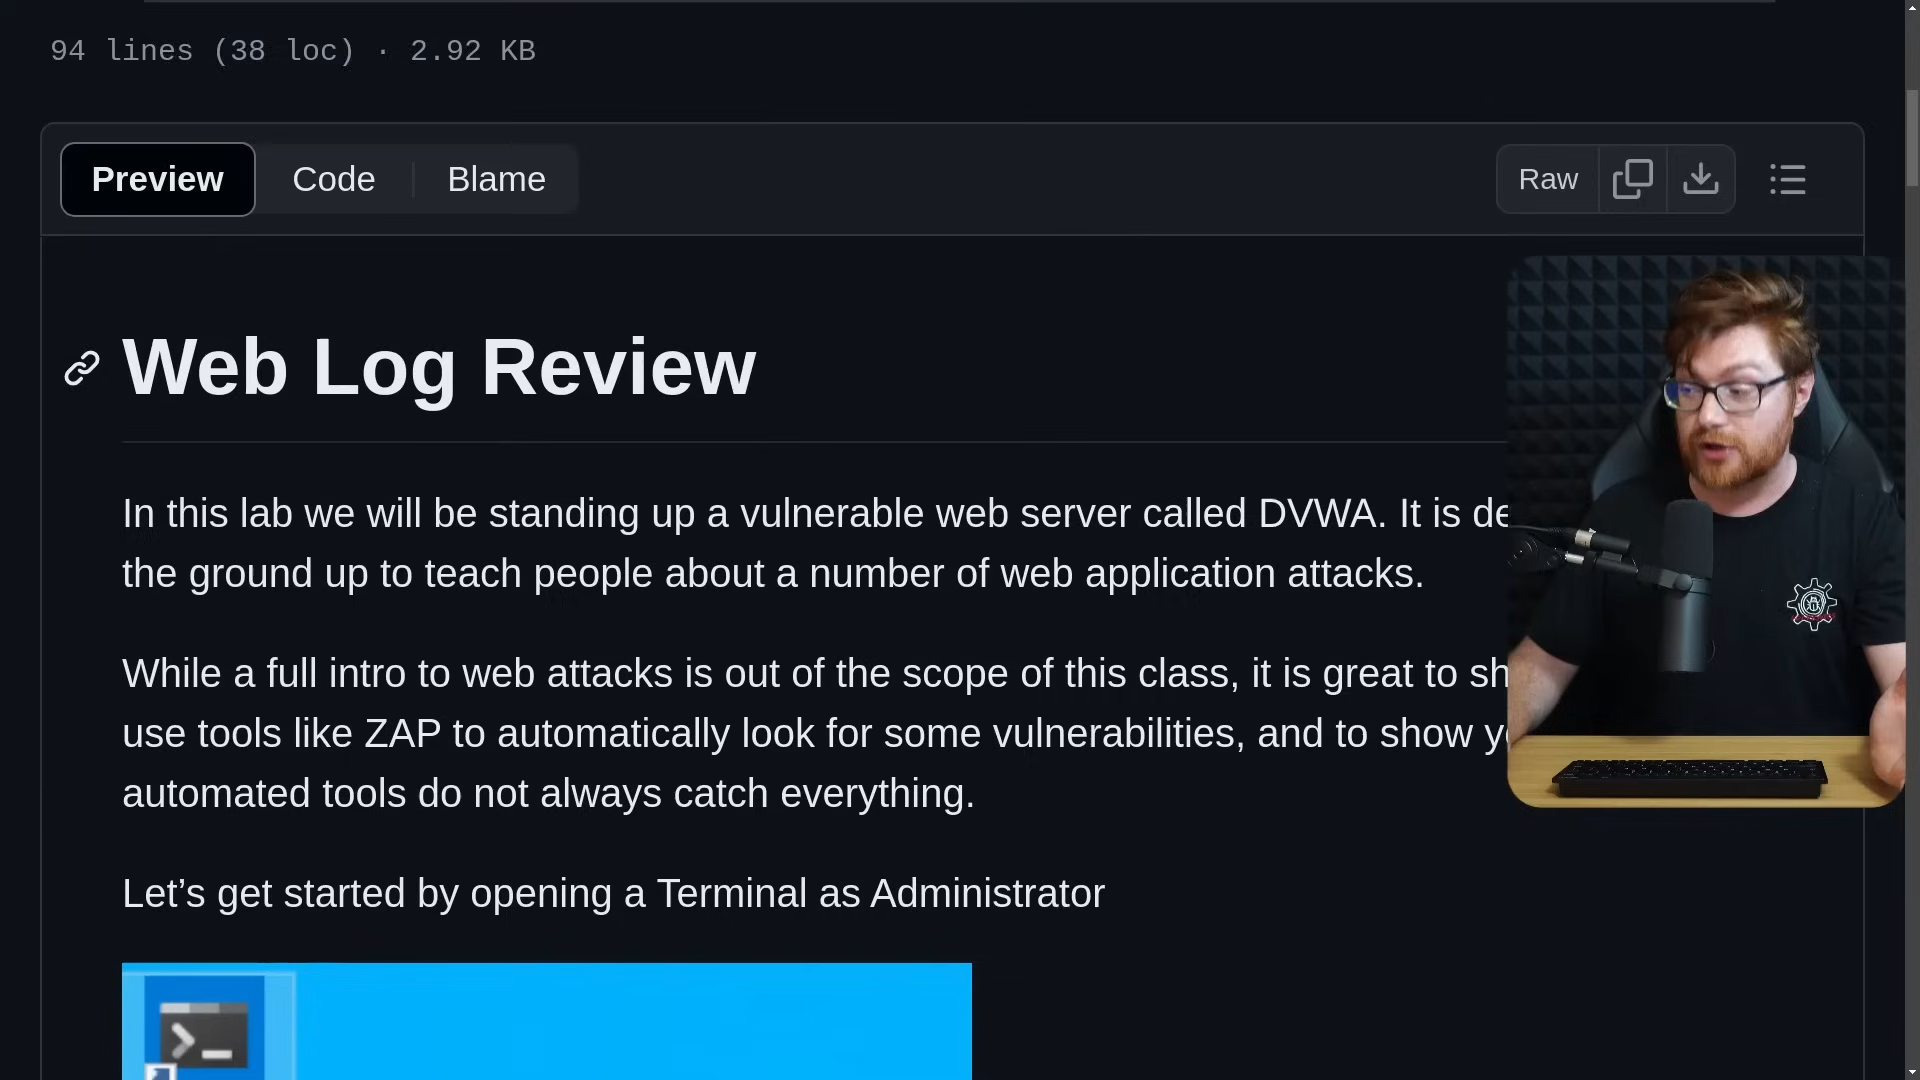 94 lines (38 loc) · 2.92 KB
Preview
Code
Blame
Raw
Web Log Review
In this lab we will be standing up a vulnerable web server called DVWA. It is
the ground up to teach people about a number of web application attacks.
While a full intro to web attacks is out of the scope of this class, it is great to
use tools like ZAP to automatically look for some vulnerabilities, and to show
automated tools do not always catch everything.
Let’s get started by opening a Terminal as Administrator